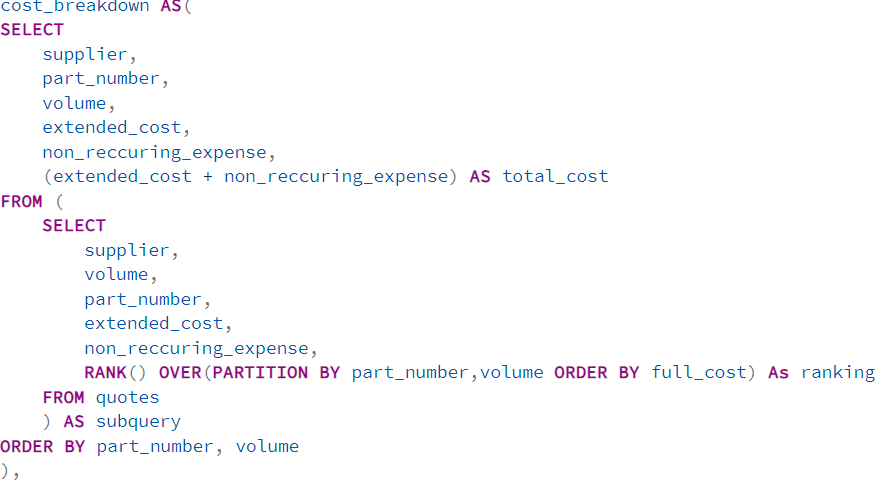 cost_breakdown AS(
SELECT
    supplier,
    part_number,
    volume,
    extended_cost,
    non_reccuring_expense,
    (extended_cost + non_reccuring_expense) AS total_cost
FROM (
    SELECT
        supplier,
        volume,
        part_number,
        extended_cost,
        non_reccuring_expense,
        RANK() OVER(PARTITION BY part_number,volume ORDER BY full_cost) As ranking
    FROM quotes
    ) AS subquery
ORDER BY part_number, volume
),